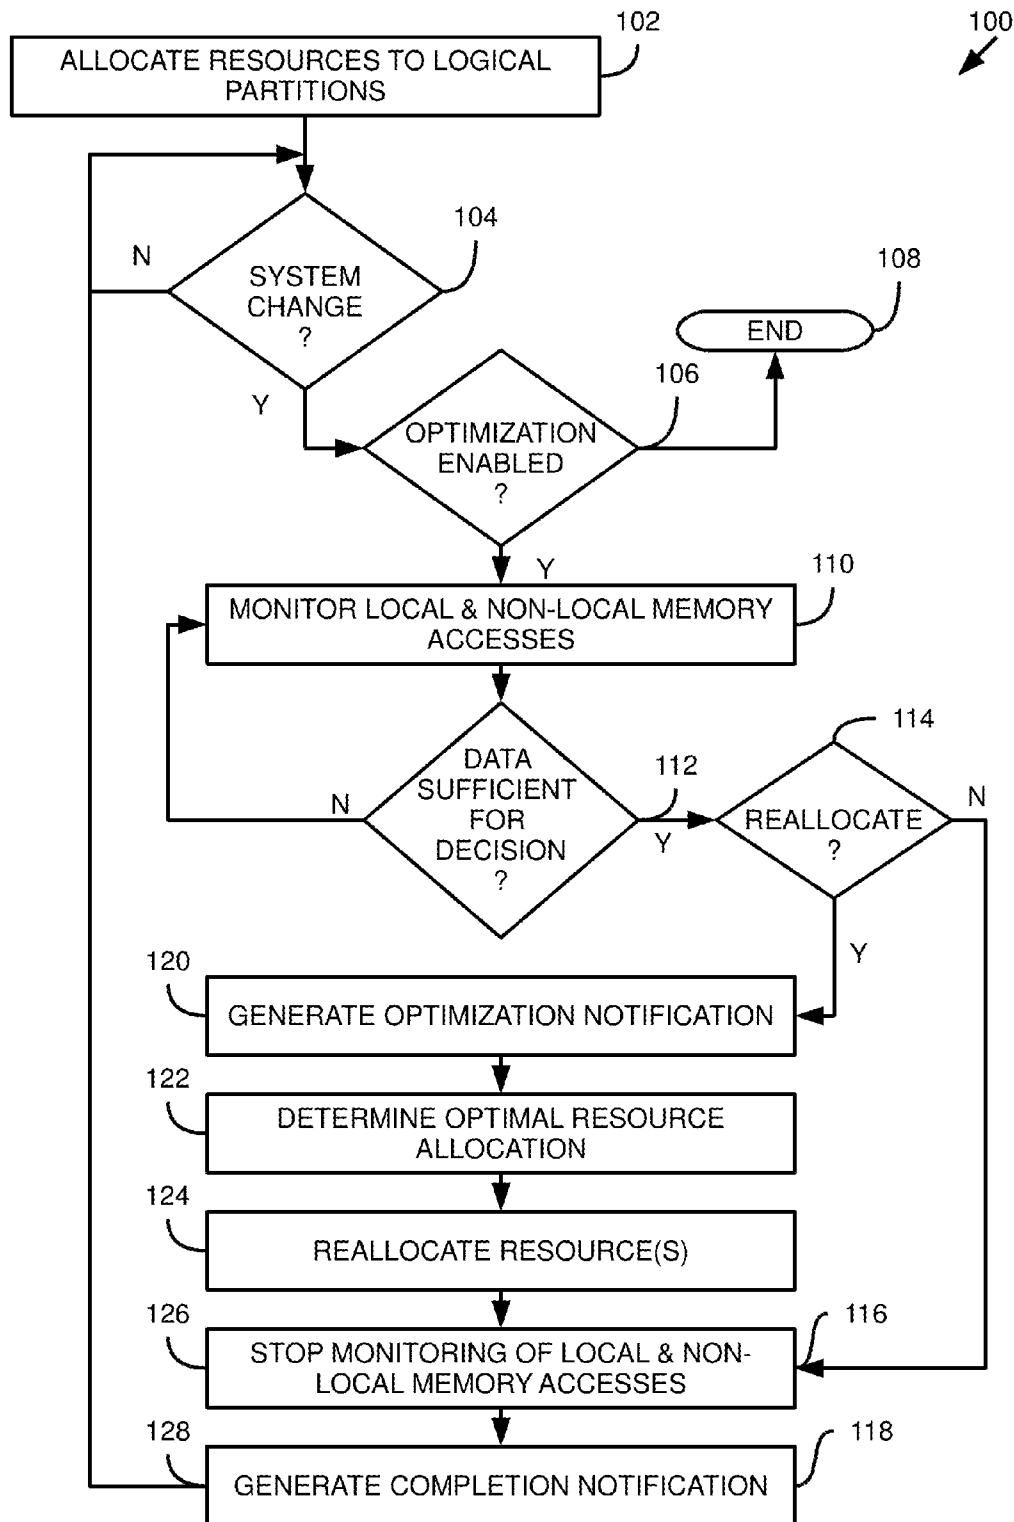 100
102
ALLOCATE RESOURCES TO LOGICAL
PARTITIONS
104
N
SYSTEM
CHANGE
?
Y
108
END
106
OPTIMIZATION
ENABLED
?
Y
110
MONITOR LOCAL & NON-LOCAL MEMORY
ACCESSES
DATA
SUFFICIENT
FOR
DECISION
?
N
112
Y
114
REALLOCATE
?
N
Y
120
GENERATE OPTIMIZATION NOTIFICATION
122
DETERMINE OPTIMAL RESOURCE
ALLOCATION
124
REALLOCATE RESOURCE(S)
126
116
STOP MONITORING OF LOCAL & NON-
LOCAL MEMORY ACCESSES
128
118
GENERATE COMPLETION NOTIFICATION